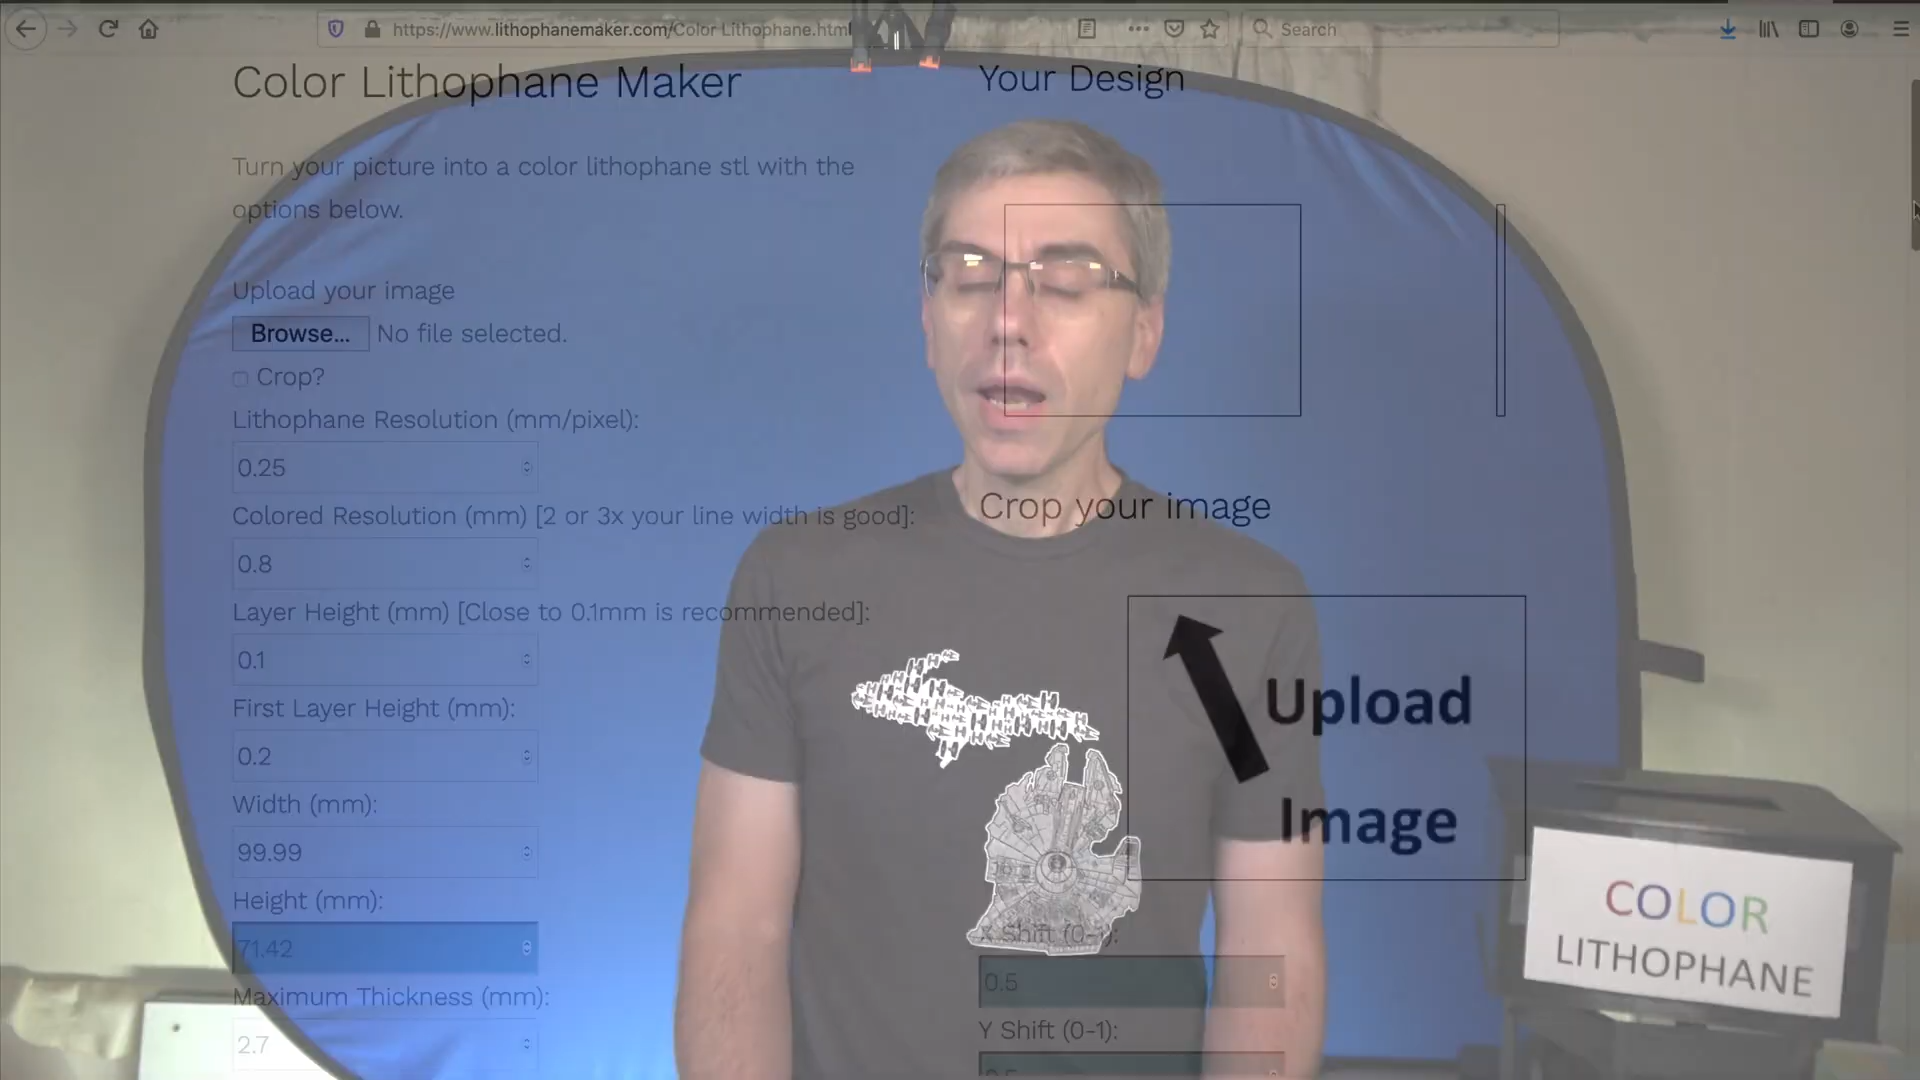 https://www.lithophanemaker.com/Color Lithophane.html
Search
Color Lithophane Maker
Turn your picture into a color lithophane stl with the
options below.
Upload your image
Browse... No file selected.
Crop?
Lithophane Resolution (mm/pixel):
0.25
Colored Resolution (mm) [2 or 3x your line width is good]:
0.8
Layer Height (mm) [Close to 0.1mm is recommended]:
0.1
First Layer Height (mm):
0.2
Width (mm):
99.99
Height (mm):
71.42
Maximum Thickness (mm):
2.7
Your Design
Crop your image
Upload
Image
X Shift (0-1):
0.5
Y Shift (0-1):
0.5
COLOR
LITHOPHANE